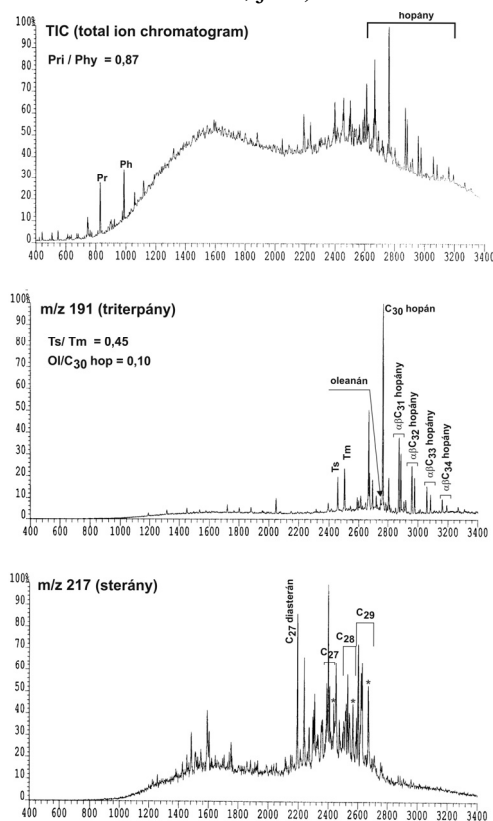 TIC (total ion chromatogram)
Pri / Phy = 0,87
hopány
Pr
Ph
100%
90
80
70
60
50
40
30
20
10
0
400 600 800 1000 1200 1400 1600 1800 2000 2200 2400 2600 2800 3000 3200 3400
m/z 191 (triterpány)
Ts/ Tm = 0,45
Ol/C30 hop = 0,10
C30 hopán
oleanán
Ts
Tm
αβC31 hopány
αβC32 hopány
αβC33 hopány
αβC34 hopány
100%
90
80
70
60
50
40
30
20
10
0
400 600 800 1000 1200 1400 1600 1800 2000 2200 2400 2600 2800 3000 3200 3400
m/z 217 (sterány)
C27 diasterán
C27
C28
C29
*
*
*
100%
90
80
70
60
50
40
30
20
10
0
400 600 800 1000 1200 1400 1600 1800 2000 2200 2400 2600 2800 3000 3200 3400